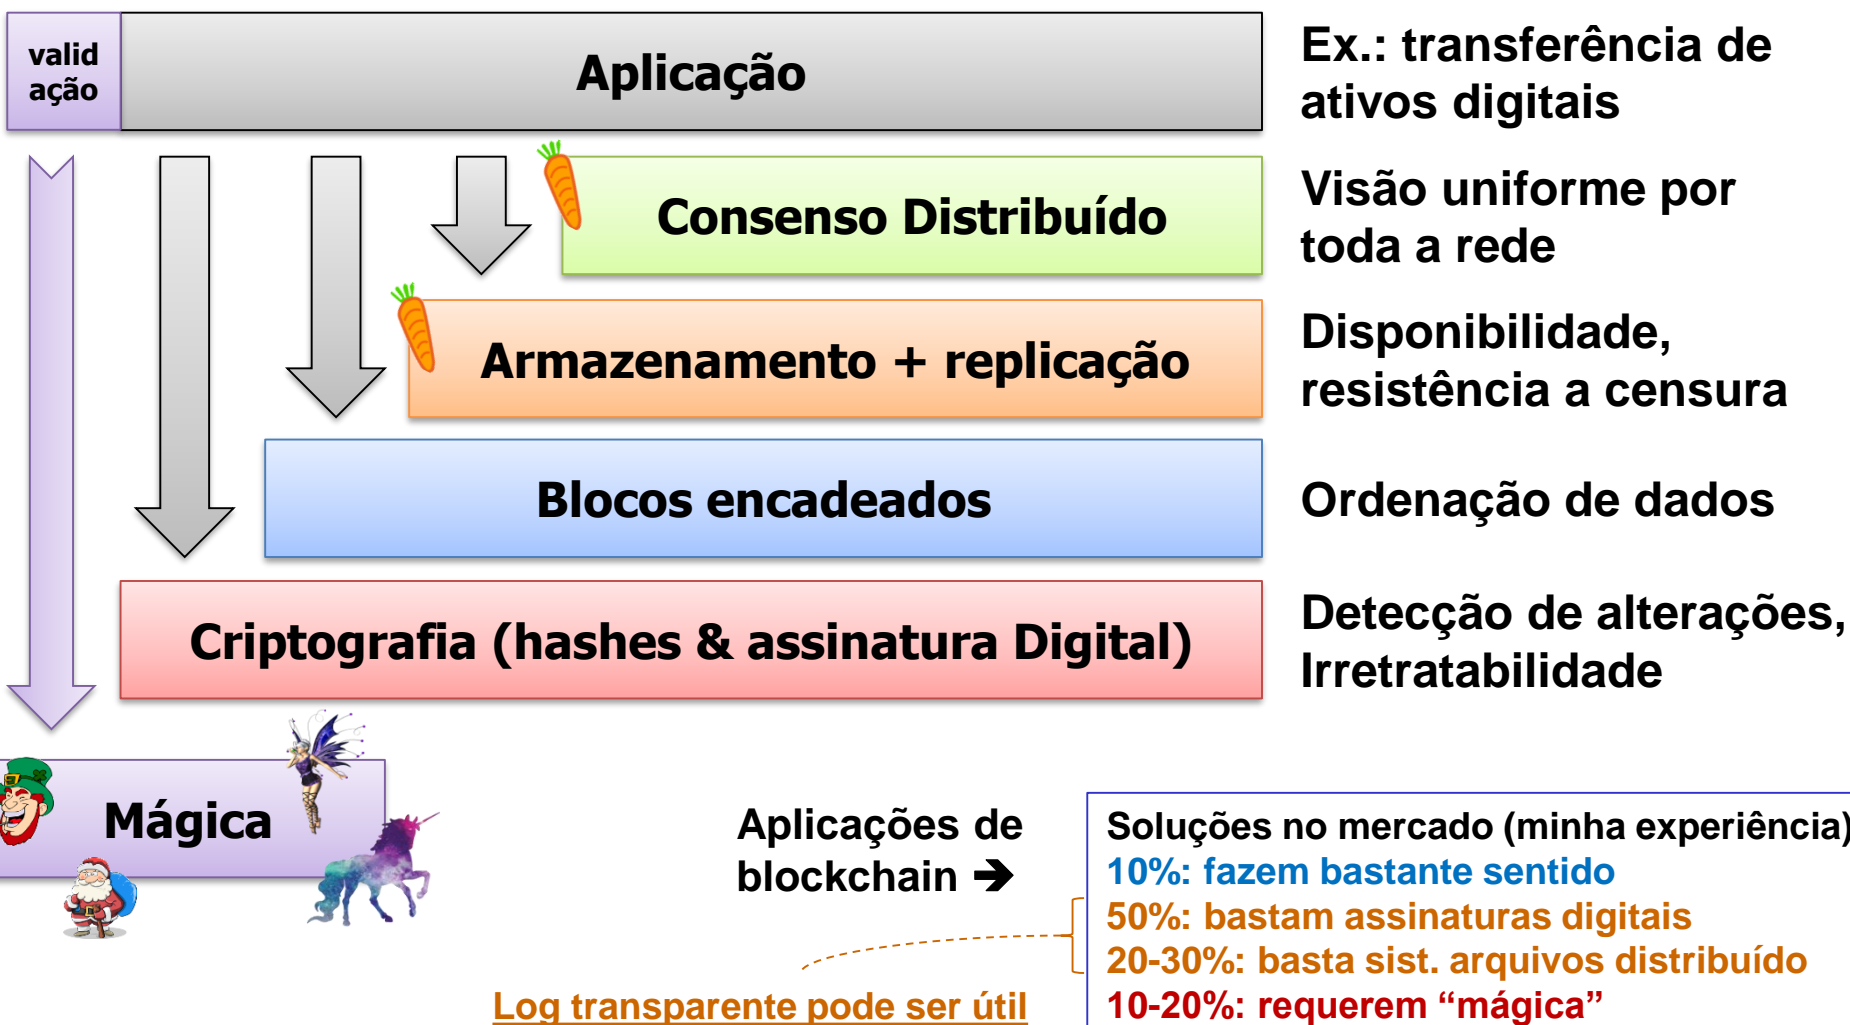 valid
ação
Aplicação
Ex.: transferência de
ativos digitais
Consenso Distribuído
Visão uniforme por
toda a rede
Armazenamento + replicação
Disponibilidade,
resistência a censura
Blocos encadeados
Ordenação de dados
Criptografia (hashes & assinatura Digital)
Detecção de alterações,
Irretratabilidade
Mágica
Aplicações de
blockchain ➔
Soluções no mercado (minha experiência)
10%: fazem bastante sentido
50%: bastam assinaturas digitais
20-30%: basta sist. arquivos distribuído
10-20%: requerem “mágica”
Log transparente pode ser útil